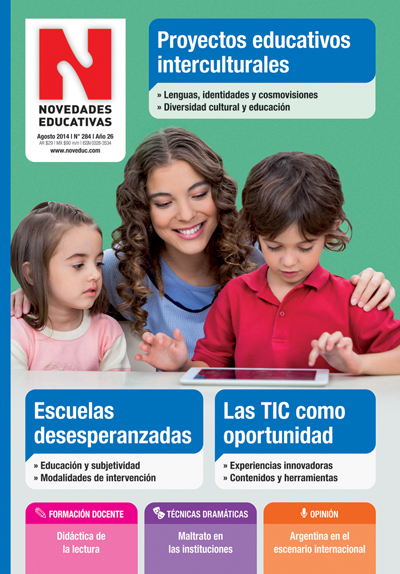 N
NOVEDADES
EDUCATIVAS
Agosto 2014 | N° 284 | Año 26
AR $29 | MX $90 m/n | ISSN 0328-3534
www.noveduc.com
Proyectos educativos
interculturales
» Lenguas, identidades y cosmovisiones
» Diversidad cultural y educación
Escuelas
desesperanzadas
» Educación y subjetividad
» Modalidades de intervención
Las TIC como
oportunidad
» Experiencias innovadoras
» Contenidos y herramientas
FORMACIÓN DOCENTE
Didáctica de
la lectura
TÉCNICAS DRAMÁTICAS
Maltrato en
las instituciones
OPINIÓN
Argentina en el
escenario internacional